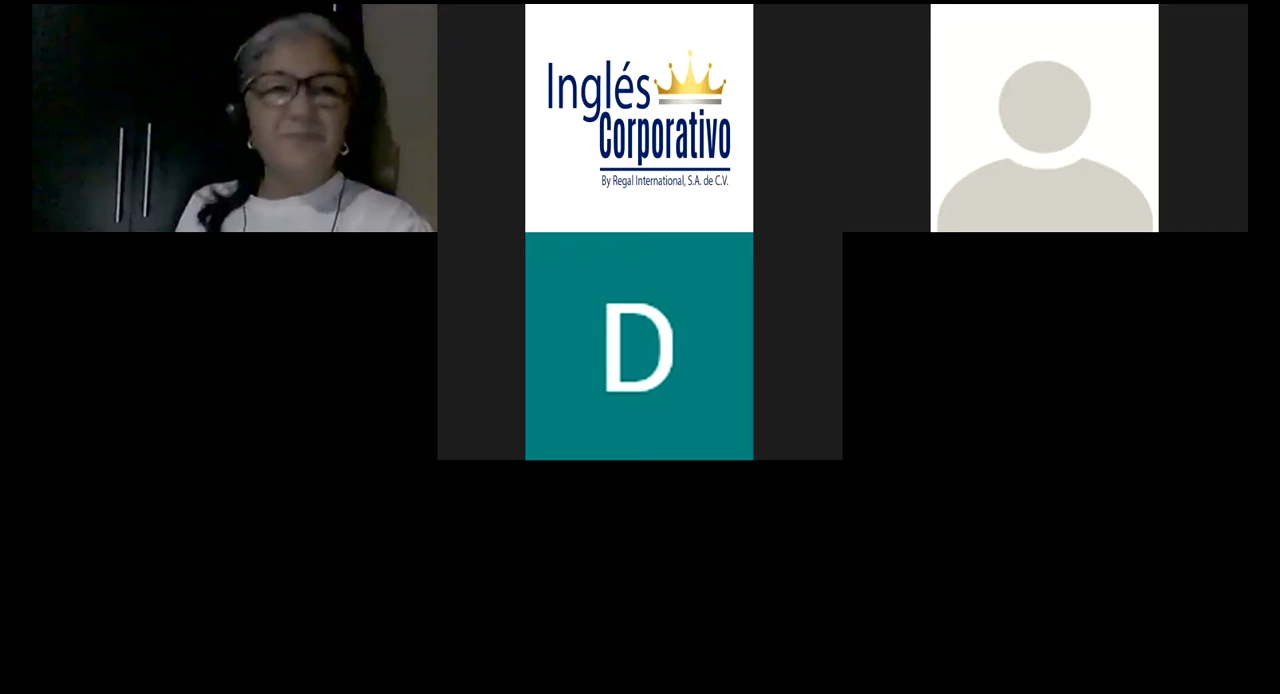 Inglés
Corporativo
By Regal International, S.A. de C.V.
D